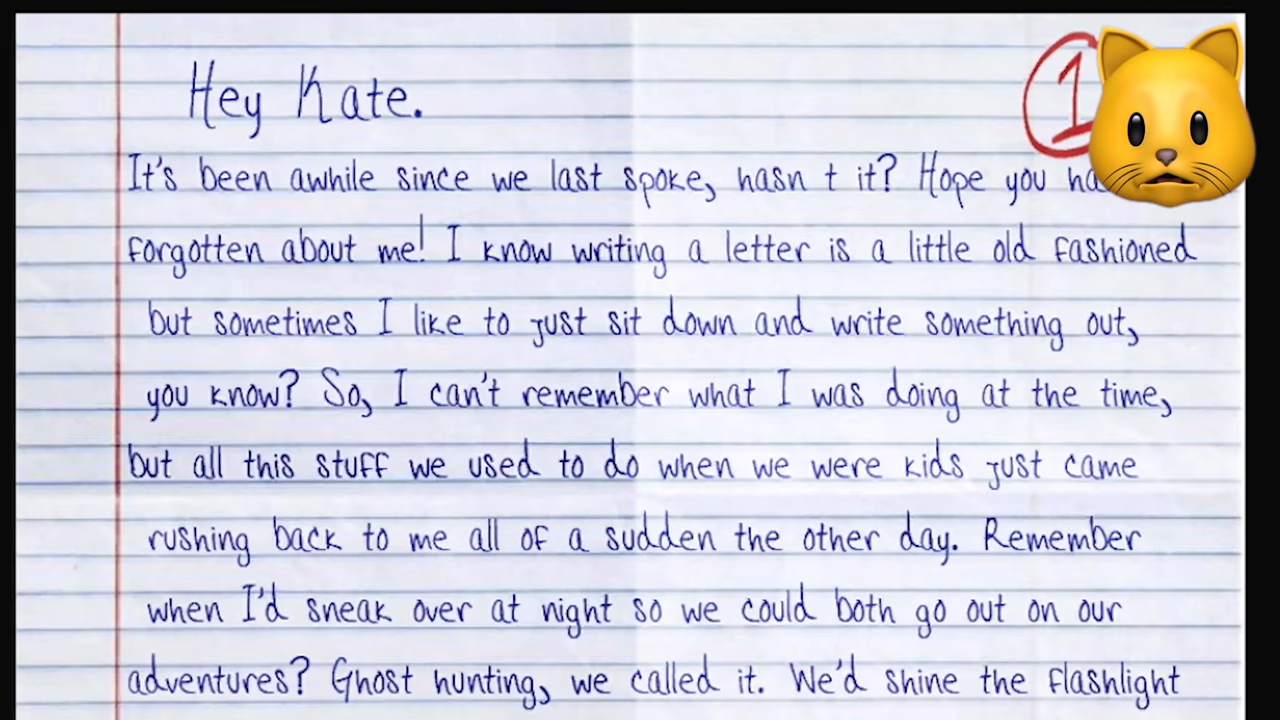 Hey Kate.
1
It's been awhile since we last spoke, hasn t it? Hope you
forgotten about me! I know writing a letter is a little old fashioned
but sometimes I like to just sit down and write something out,
you know? So, I can't remember what I was doing at the time,
but all this stuff we used to do when we were kids just came
rushing back to me all of a sudden the other day. Remember
when I'd sneak over at night so we could both go out on our
adventures? Ghost hunting, we called it. We'd shine the flashlight